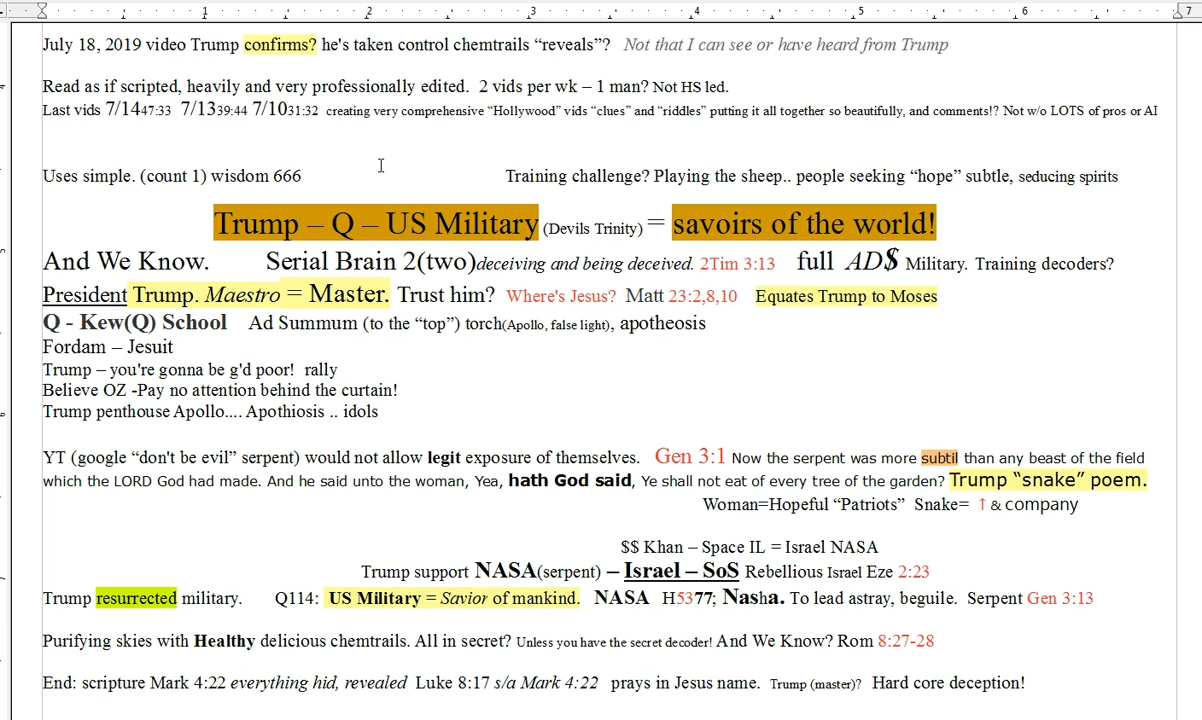 1 2 3 4 5 6 7
July 18, 2019 video Trump confirms? he's taken control chemtrails “reveals”? Not that I can see or have heard from Trump
Read as if scripted, heavily and very professionally edited. 2 vids per wk – 1 man? Not HS led.
Last vids 7/1447:33 7/1339:44 7/1031:32 creating very comprehensive “Hollywood” vids “clues” and “riddles” putting it all together so beautifully, and comments!? Not w/o LOTS of pros or AI
Uses simple. (count 1) wisdom 666 Training challenge? Playing the sheep.. people seeking “hope” subtle, seducing spirits
Trump – Q – US Military (Devils Trinity) = savoirs of the world!
And We Know. Serial Brain 2(two)deceiving and being deceived. 2Tim 3:13 full AD$ Military. Training decoders?
President Trump. Maestro = Master. Trust him? Where's Jesus? Matt 23:2,8,10 Equates Trump to Moses
Q - Kew(Q) School Ad Summum (to the “top”) torch(Apollo, false light), apotheosis
Fordam – Jesuit
Trump – you're gonna be g'd poor! rally
Believe OZ -Pay no attention behind the curtain!
Trump penthouse Apollo.... Apothiosis .. idols
YT (google “don't be evil” serpent) would not allow legit exposure of themselves. Gen 3:1 Now the serpent was more subtil than any beast of the field
which the LORD God had made. And he said unto the woman, Yea, hath God said, Ye shall not eat of every tree of the garden? Trump “snake” poem.
Woman=Hopeful “Patriots” Snake= ↑ & company
$$ Khan – Space IL = Israel NASA
Trump support NASA(serpent) – Israel – SoS Rebellious Israel Eze 2:23
Trump resurrected military. Q114: US Military = Savior of mankind. NASA H5377; Nasha. To lead astray, beguile. Serpent Gen 3:13
Purifying skies with Healthy delicious chemtrails. All in secret? Unless you have the secret decoder! And We Know? Rom 8:27-28
End: scripture Mark 4:22 everything hid, revealed Luke 8:17 s/a Mark 4:22 prays in Jesus name. Trump (master)? Hard core deception!